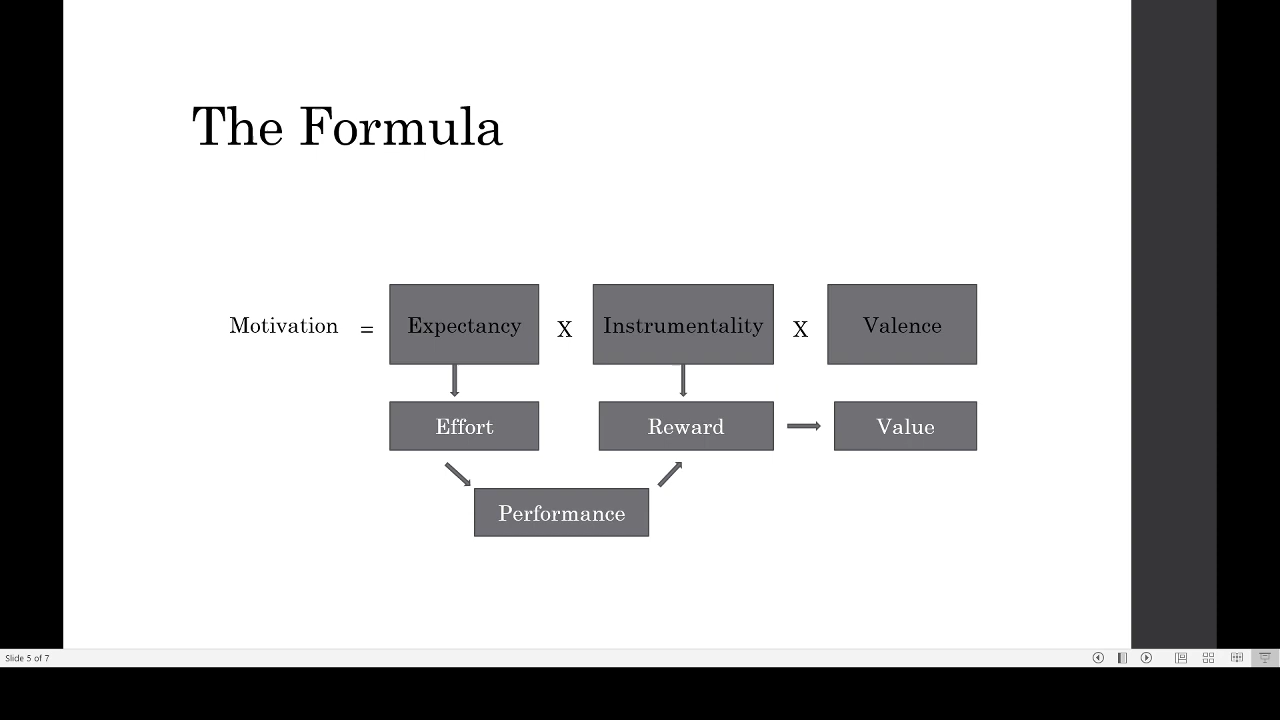 The Formula
Motivation = Expectancy X Instrumentality X Valence
Effort Reward Value
Performance
Slide 5 of 7